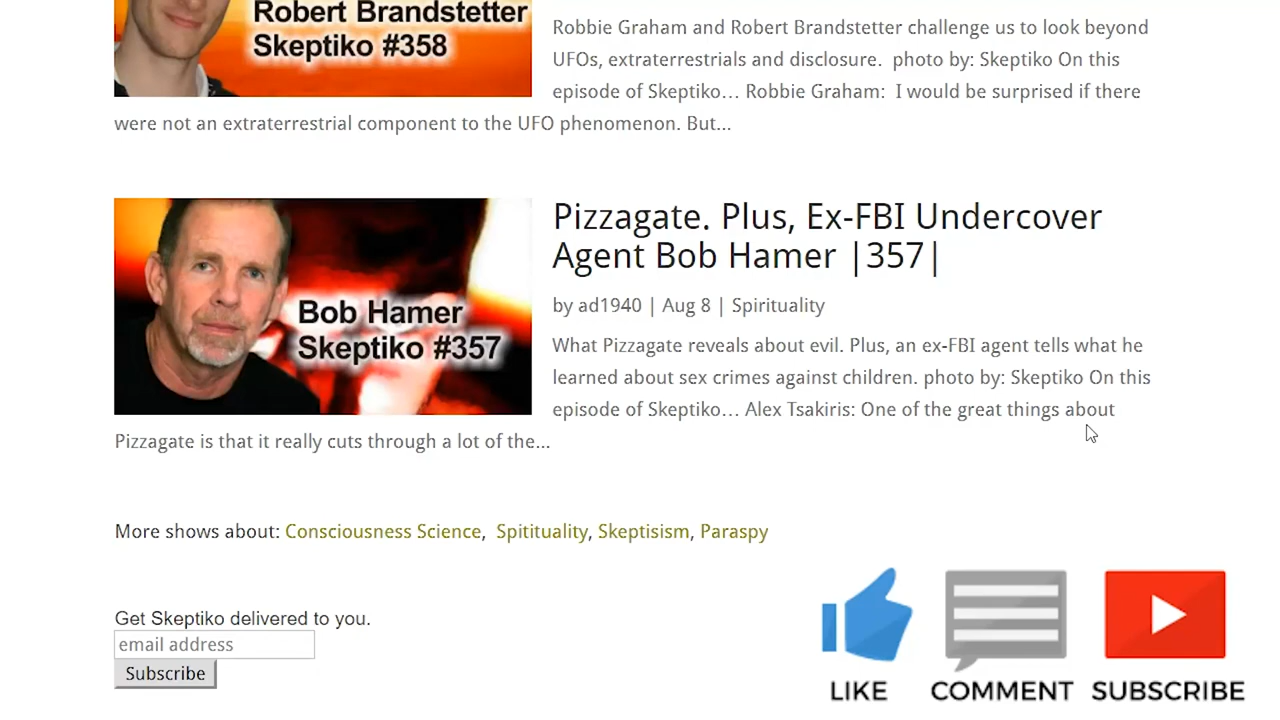 Robert Brandstetter
Skeptiko #358
Robbie Graham and Robert Brandstetter challenge us to look beyond
UFOs, extraterrestrials and disclosure.  photo by: Skeptiko On this
episode of Skeptiko… Robbie Graham:  I would be surprised if there
were not an extraterrestrial component to the UFO phenomenon. But...
Bob Hamer
Skeptiko #357
Pizzagate. Plus, Ex-FBI Undercover
Agent Bob Hamer |357|
by ad1940 | Aug 8 | Spirituality
What Pizzagate reveals about evil. Plus, an ex-FBI agent tells what he
learned about sex crimes against children. photo by: Skeptiko On this
episode of Skeptiko… Alex Tsakiris: One of the great things about
Pizzagate is that it really cuts through a lot of the...
More shows about: Consciousness Science,  Spitituality, Skeptisism, Paraspy
Get Skeptiko delivered to you.
email address
Subscribe
LIKE COMMENT SUBSCRIBE